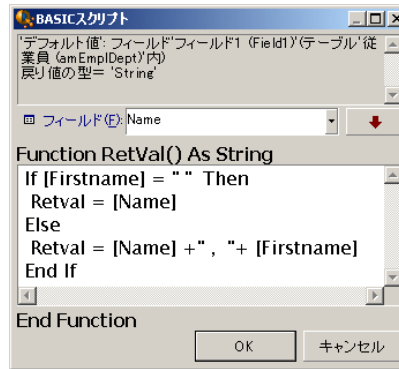 BASICスクリプト
'デフォルト値': フィールド'フィールド1 (Field1)'(テーブル'従
業員 (amEmplDept)'内)
戻り値の型= 'String'
フィールド(F): Name
Function RetVal() As String
If [Firstname] = " " Then
Retval = [Name]
Else
Retval = [Name] +" , "+ [Firstname]
End If
End Function
OK キャンセル